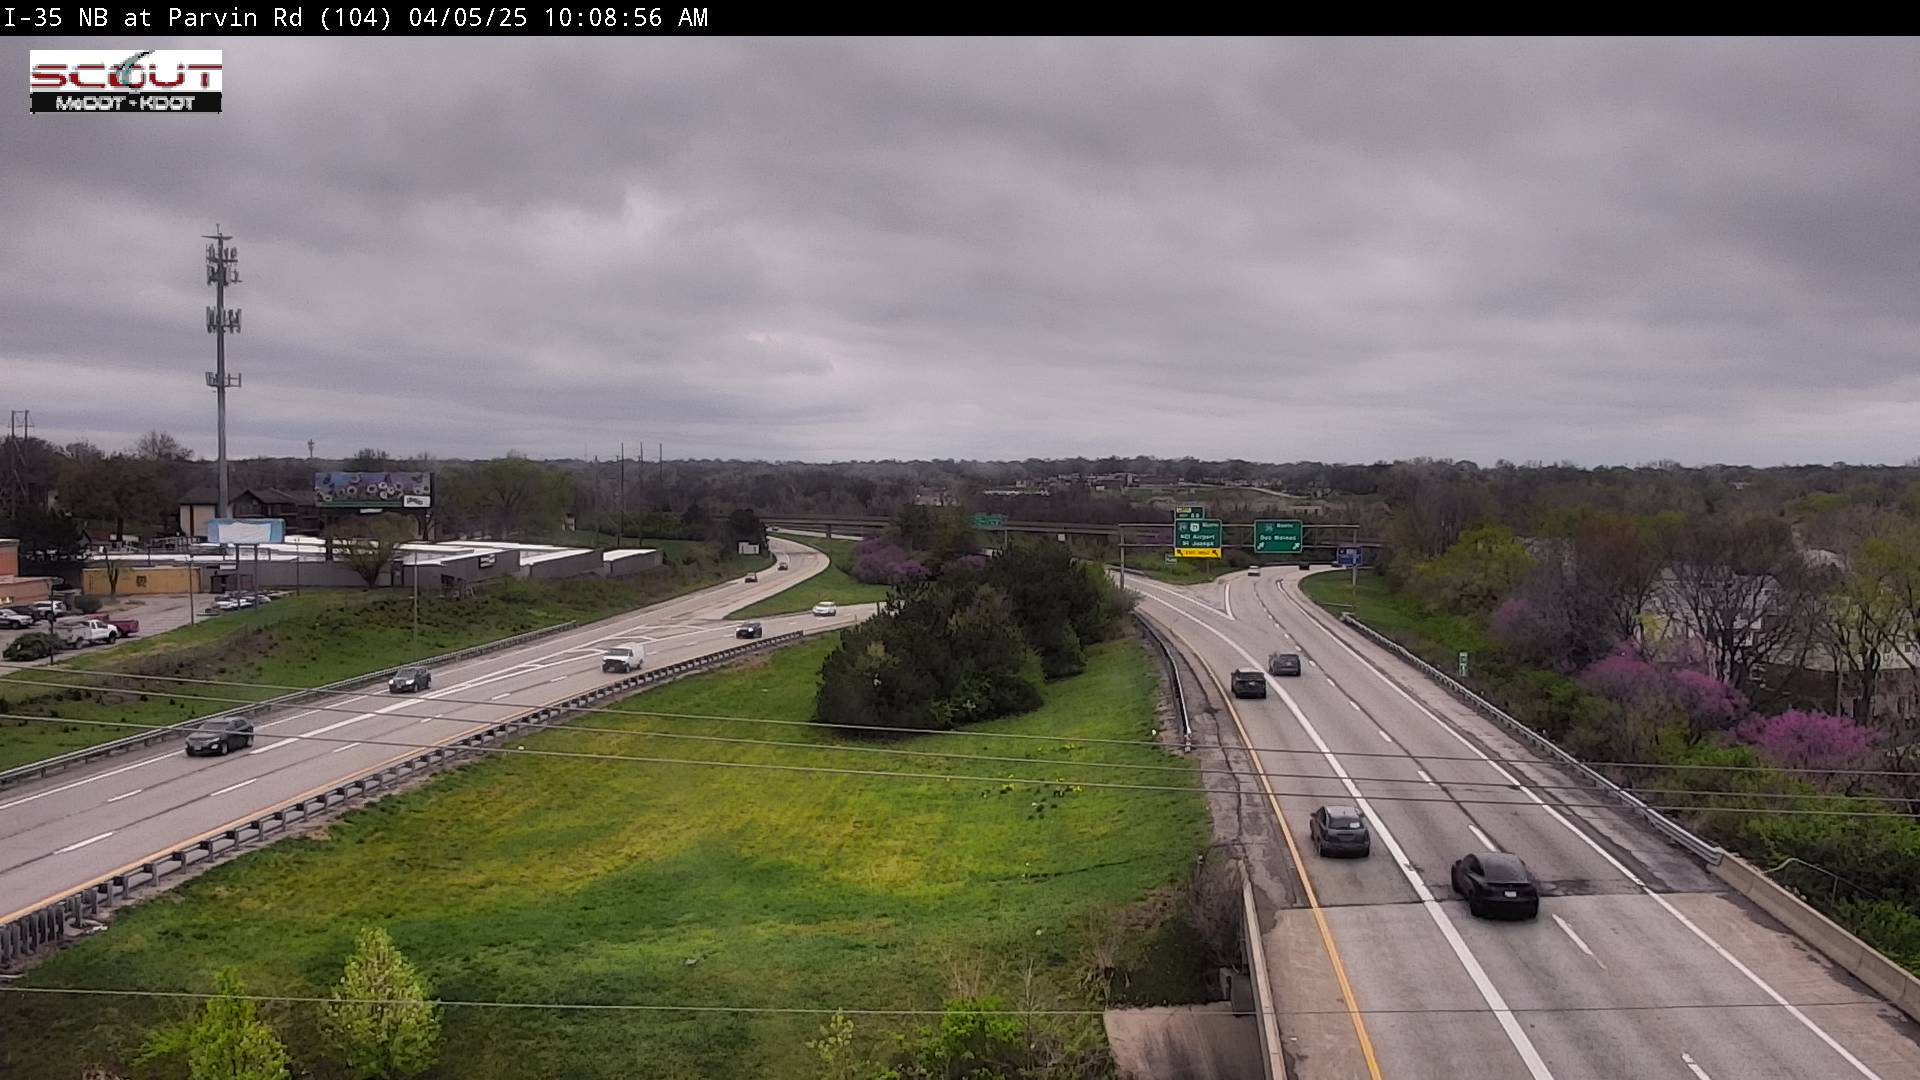 I-35 NB at Parvin Rd (104) 04/05/25 10:08:56 AM
SCOUT
MoDOT - KDOT
KCI Airport
St Joseph
Des Moines